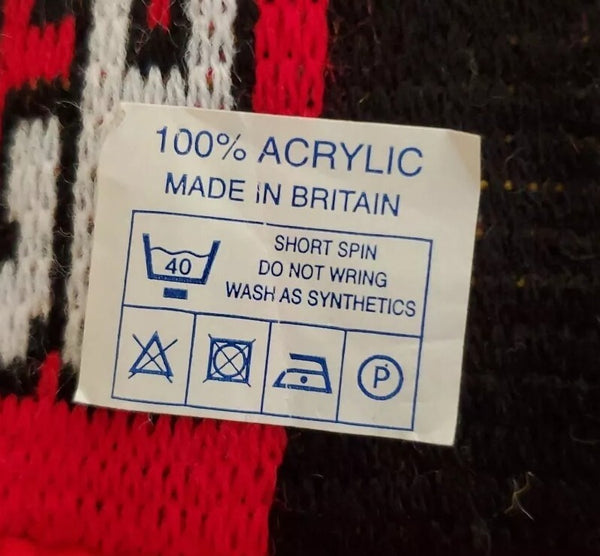 100% ACRYLIC
MADE IN BRITAIN
40
SHORT SPIN
DO NOT WRING
WASH AS SYNTHETICS
P